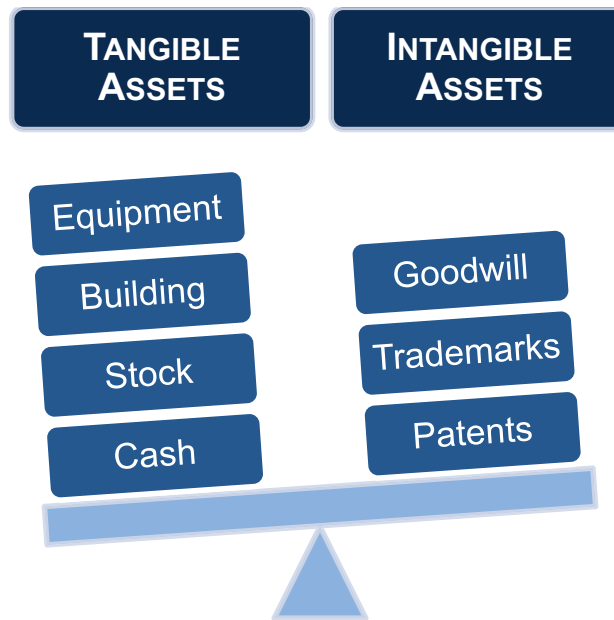 TANGIBLE
ASSETS
INTANGIBLE
ASSETS
Equipment
Building
Stock
Cash
Goodwill
Trademarks
Patents